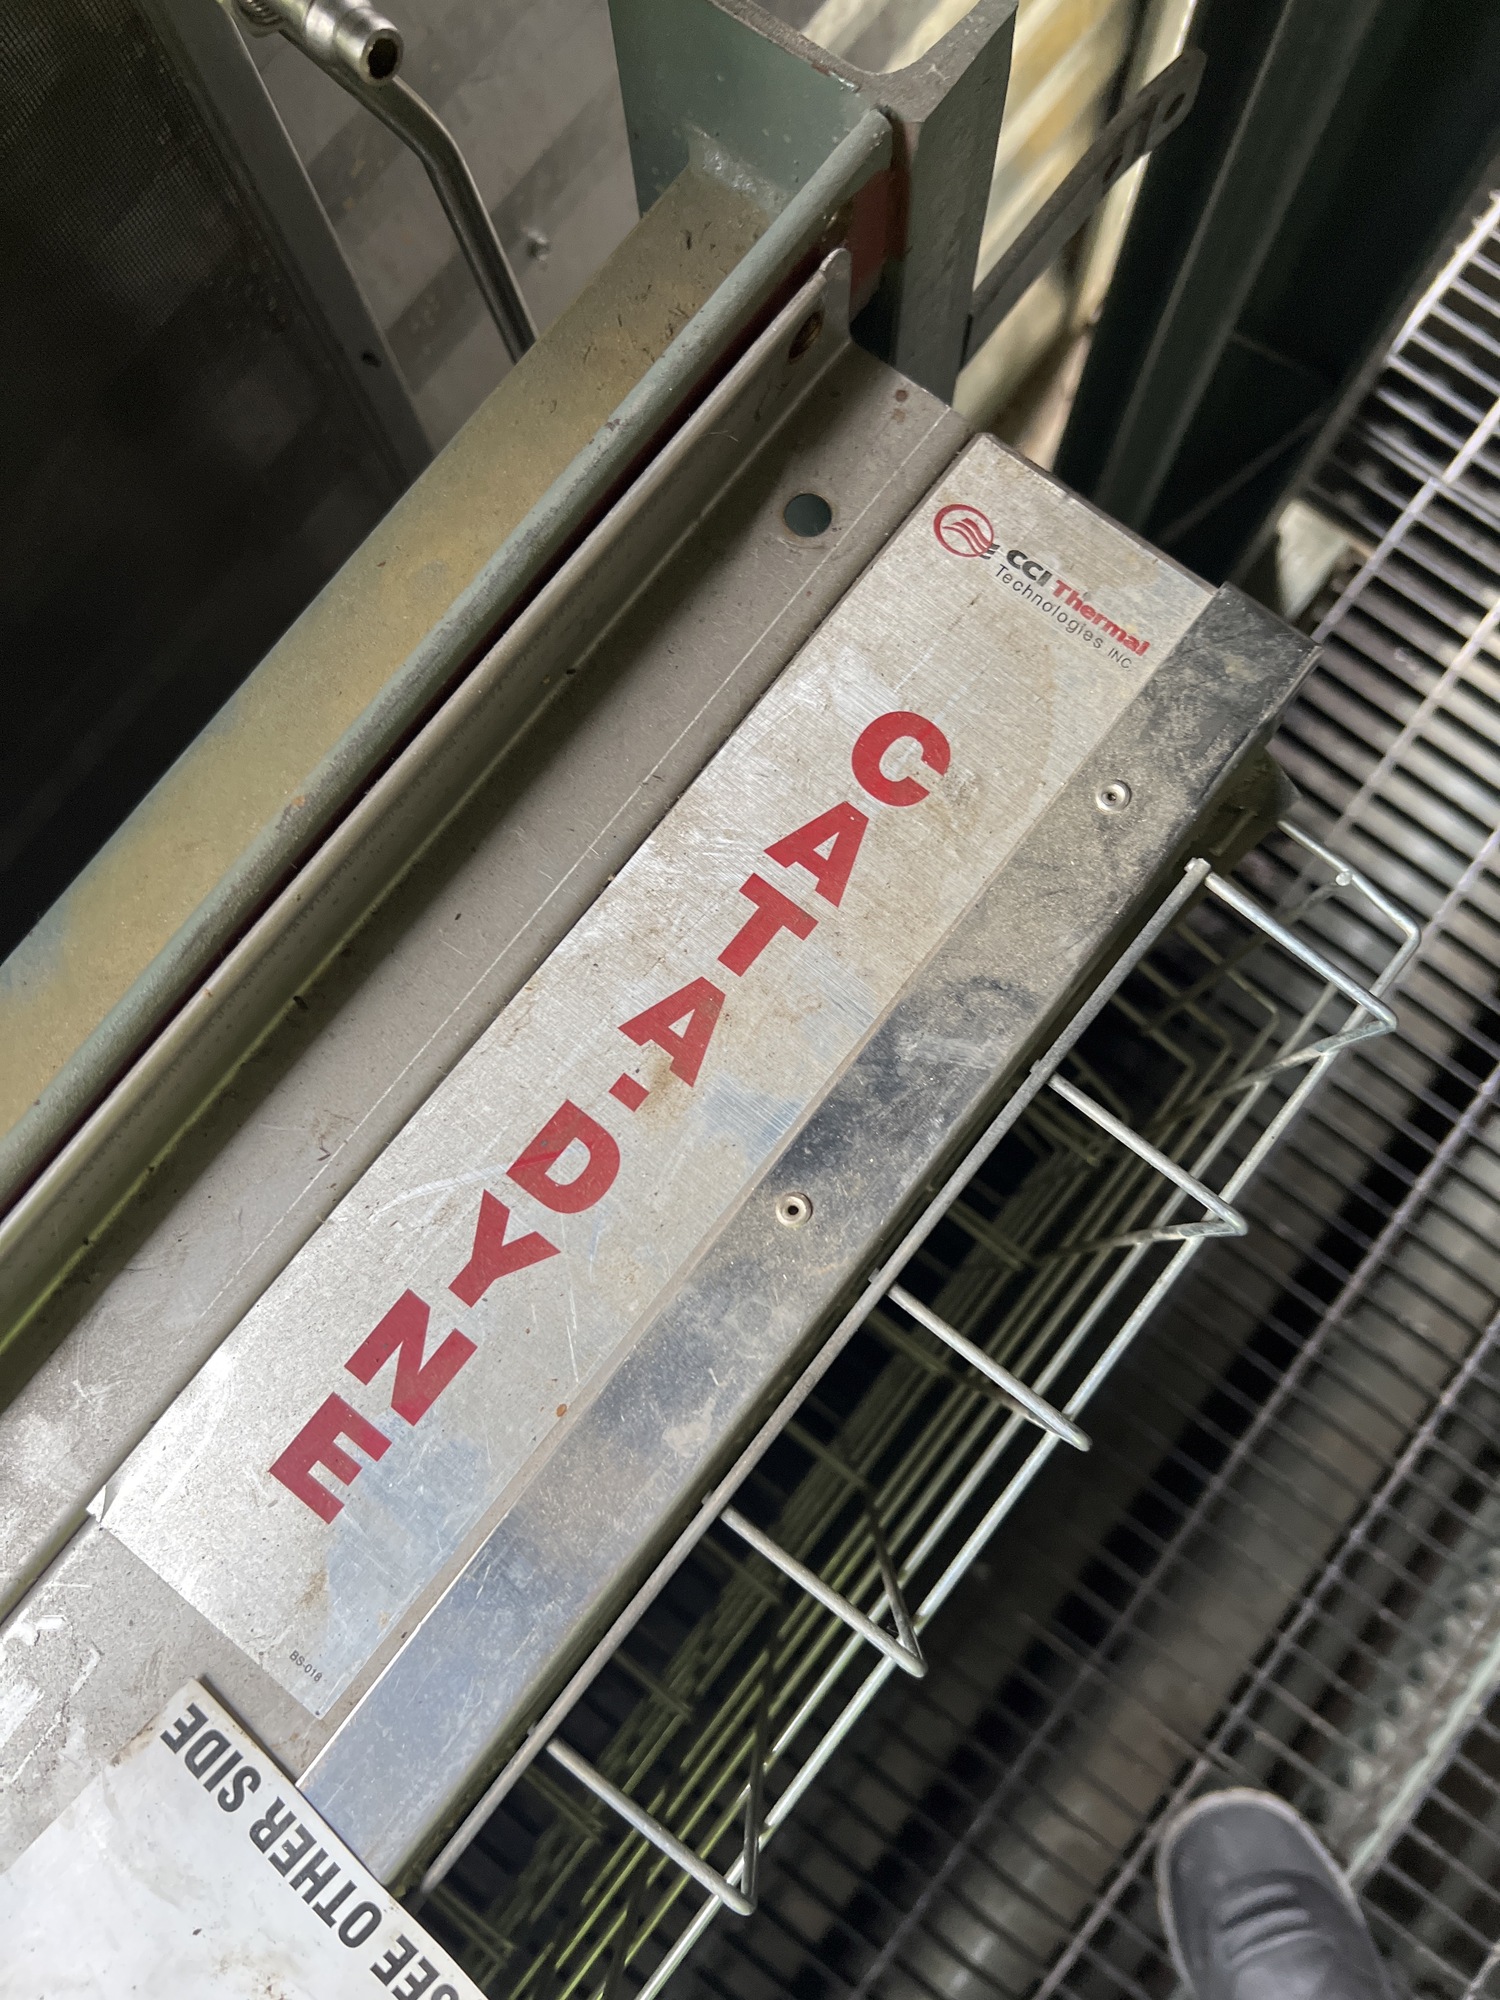 CCI Thermal
Technologies INC.
CATA-DYNE
BS-018
SEE OTHER SIDE